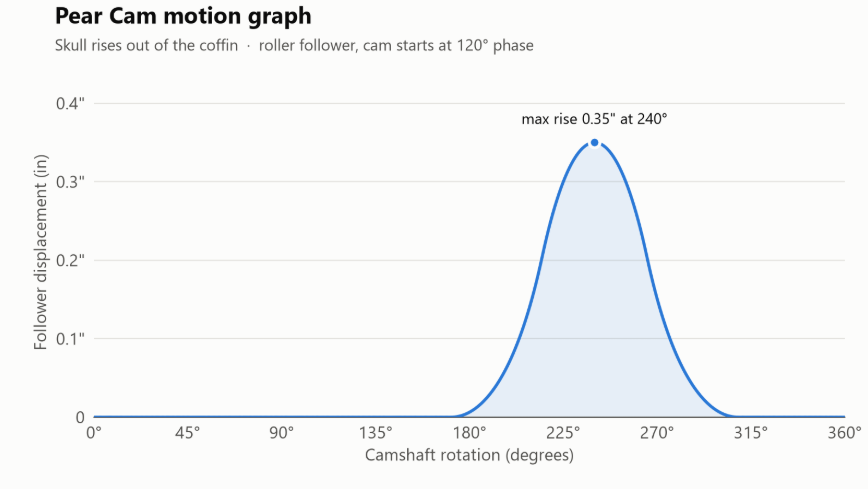 Pear Cam motion graph
Skull rises out of the coffin · roller follower, cam starts at 120° phase
max rise 0.35" at 240°
Follower displacement (in)
0.4"
0.3"
0.2"
0.1"
0
0° 45° 90° 135° 180° 225° 270° 315° 360°
Camshaft rotation (degrees)